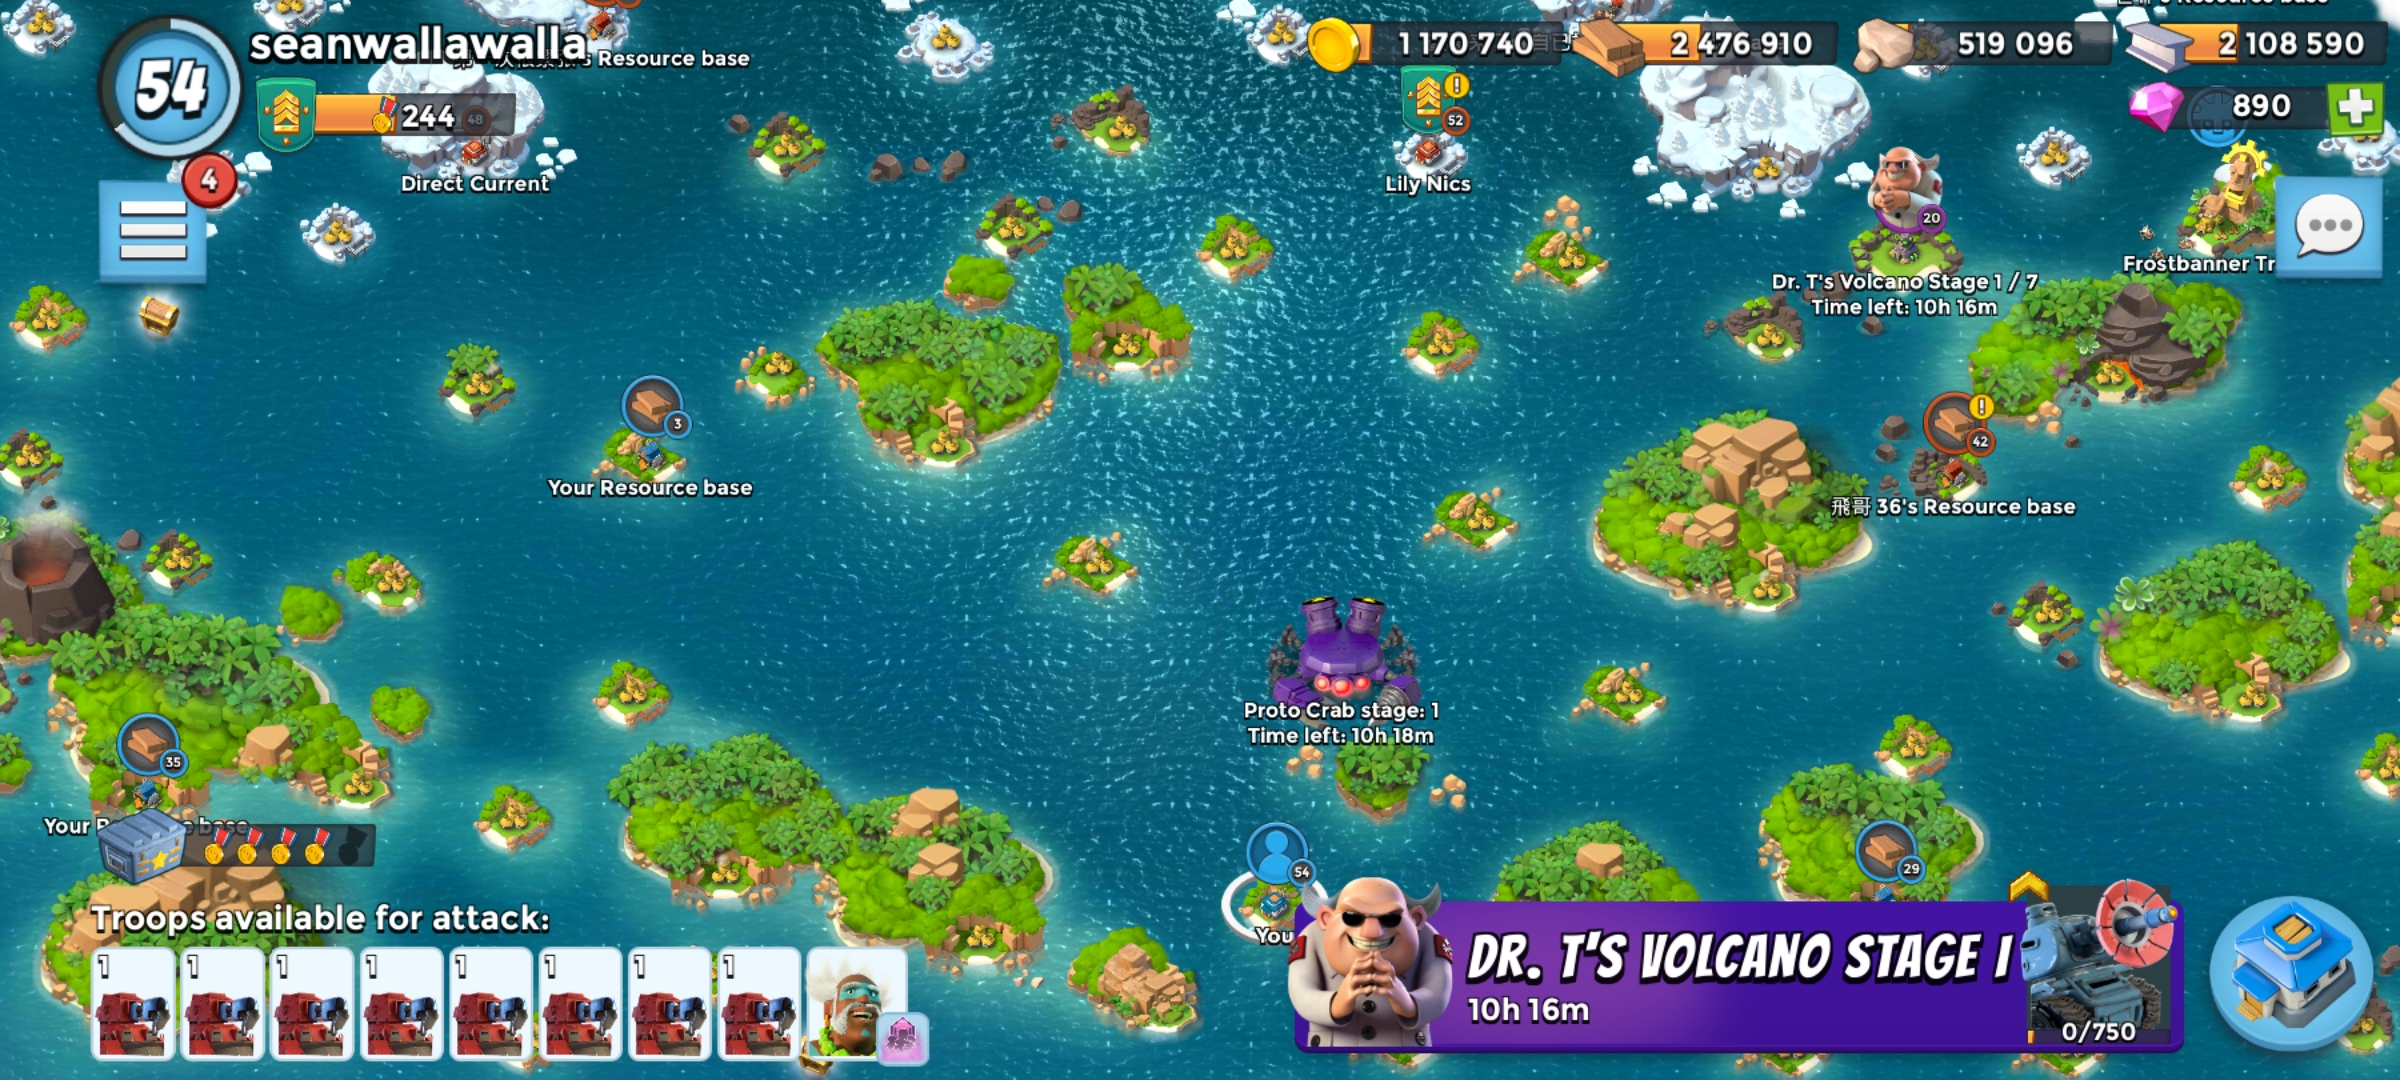 54
seanwallawalla
's Resource base
1 170 740
2 476 910
519 096
2 108 590
244
48
52
890
4
Direct Current
Lily Nics
20
Frostbanner Tr
Dr. T's Volcano Stage 1 / 7
Time left: 10h 16m
3
42
Your Resource base
飛哥 36's Resource base
Proto Crab stage: 1
Time left: 10h 18m
35
Your
54
29
You
Troops available for attack:
1
1
1
1
1
1
1
1
DR. T'S VOLCANO STAGE 1
10h 16m
0/750